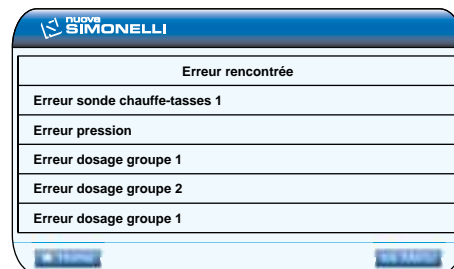 nuova
SIMONELLI
Erreur rencontrée
Erreur sonde chauffe-tasses 1
Erreur pression
Erreur dosage groupe 1
Erreur dosage groupe 2
Erreur dosage groupe 1
Home